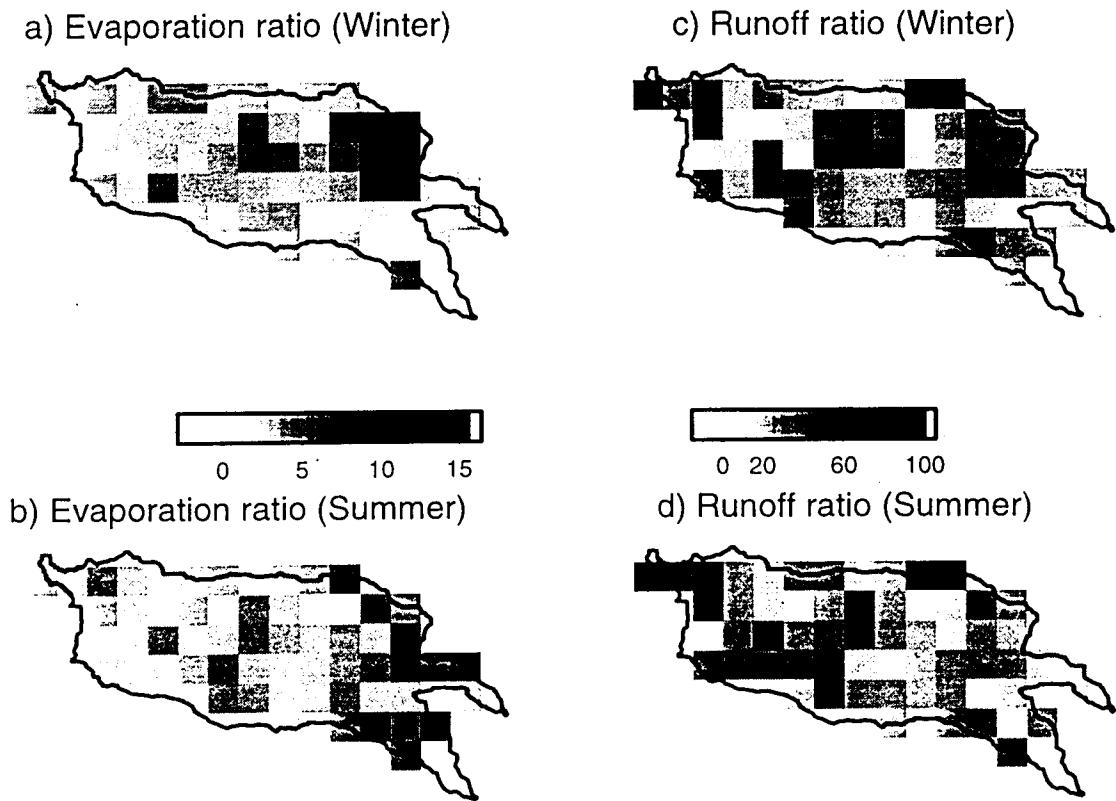 a) Evaporation ratio (Winter)
c) Runoff ratio (Winter)
0 5 10 15
0 20 60 100
b) Evaporation ratio (Summer)
d) Runoff ratio (Summer)